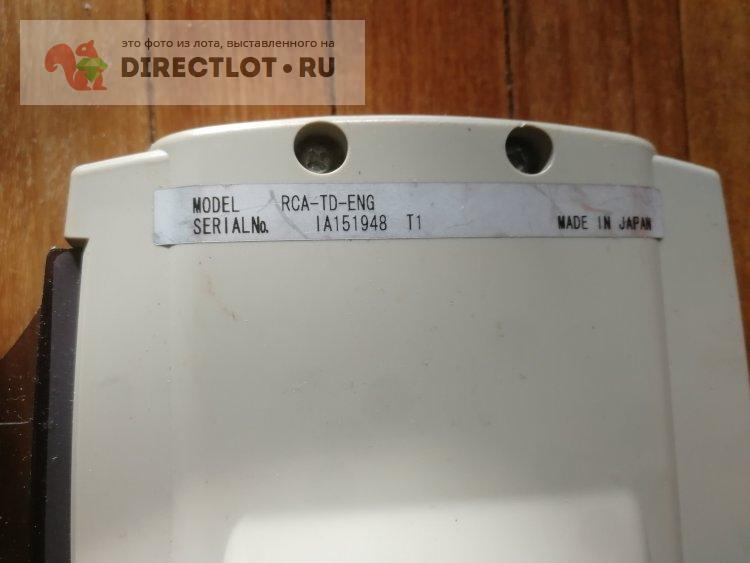 это фото из лота, выставленного на
DIRECTLOT.RU
MODEL RCA-TD-ENG
SERIALNo. IA151948 T1 MADE IN JAPAN